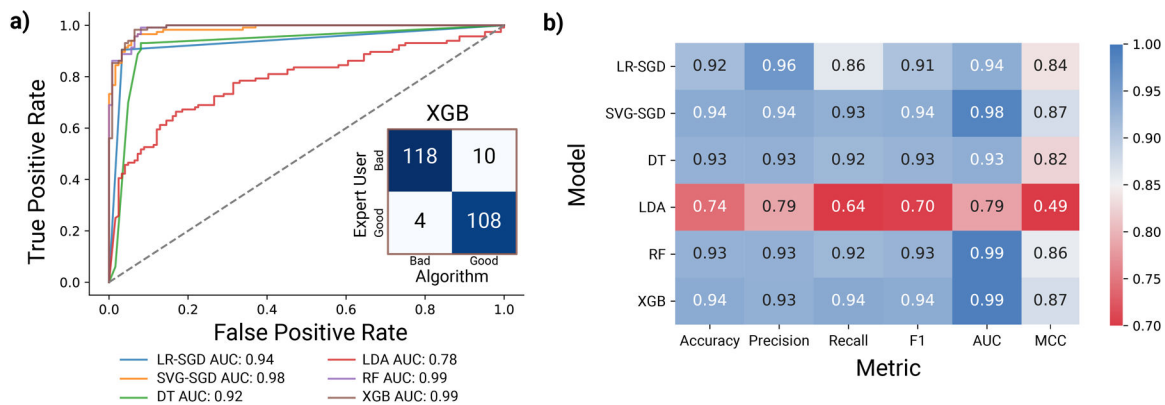 a)
True Positive Rate
1.0
0.8
0.6
0.4
0.2
0.0
0.0 0.2 0.4 0.6 0.8 1.0
False Positive Rate
XGB
Expert User
Bad
Good
118 10
4 108
Bad Good
Algorithm
LR-SGD AUC: 0.94
SVG-SGD AUC: 0.98
DT AUC: 0.92
LDA AUC: 0.78
RF AUC: 0.99
XGB AUC: 0.99
b)
Model
LR-SGD 0.92 0.96 0.86 0.91 0.94 0.84
SVG-SGD 0.94 0.94 0.93 0.94 0.98 0.87
DT 0.93 0.93 0.92 0.93 0.93 0.82
LDA 0.74 0.79 0.64 0.70 0.79 0.49
RF 0.93 0.93 0.92 0.93 0.99 0.86
XGB 0.94 0.93 0.94 0.94 0.99 0.87
Accuracy Precision Recall F1 AUC MCC
Metric
1.00
0.95
0.90
0.85
0.80
0.75
0.70